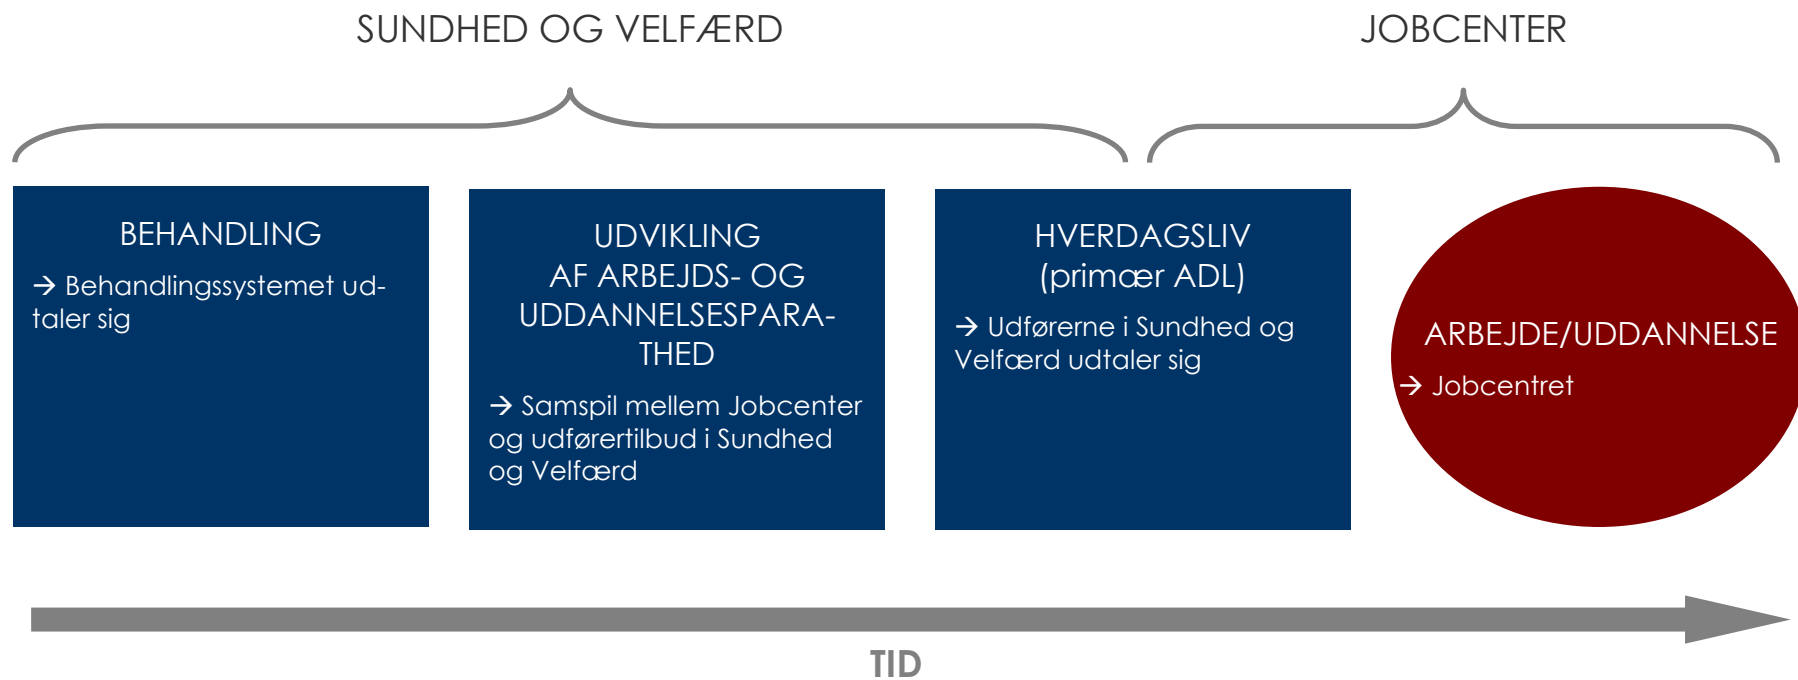 SUNDHED OG VELFÆRD
JOBCENTER
BEHANDLING
→ Behandlingssystemet ud-
taler sig
UDVIKLING
AF ARBEJDS- OG
UDDANNELSESPARA-
THED
→ Samspil mellem Jobcenter
og udførertilbud i Sundhed
og Velfærd
HVERDAGSLIV
(primær ADL)
→ Udførerne i Sundhed og
Velfærd udtaler sig
ARBEJDE/UDDANNELSE
→ Jobcentret
TID